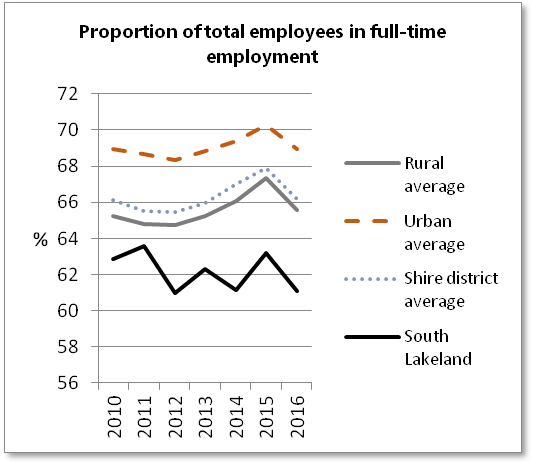 Proportion of total employees in full-time
employment
72
70
68
66
64
62
60
58
56
%
2010
2011
2012
2013
2014
2015
2016
Rural
average
Urban
average
Shire district
average
South
Lakeland